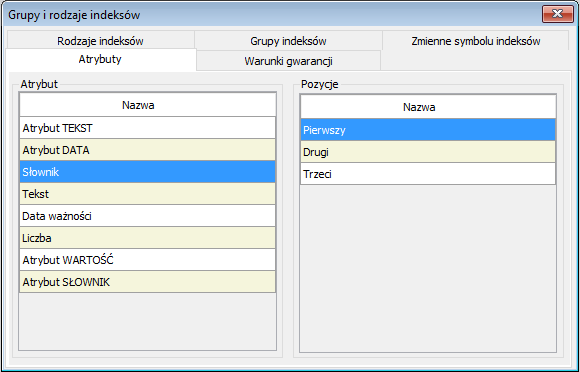 Grupy i rodzaje indeksów
Rodzaje indeksów Grupy indeksów Zmienne symbolu indeksów
Atrybuty Warunki gwarancji
Atrybut
Nazwa
Atrybut TEKST
Atrybut DATA
Słownik
Tekst
Data ważności
Liczba
Atrybut WARTOŚĆ
Atrybut SŁOWNIK
Pozycje
Nazwa
Pierwszy
Drugi
Trzeci